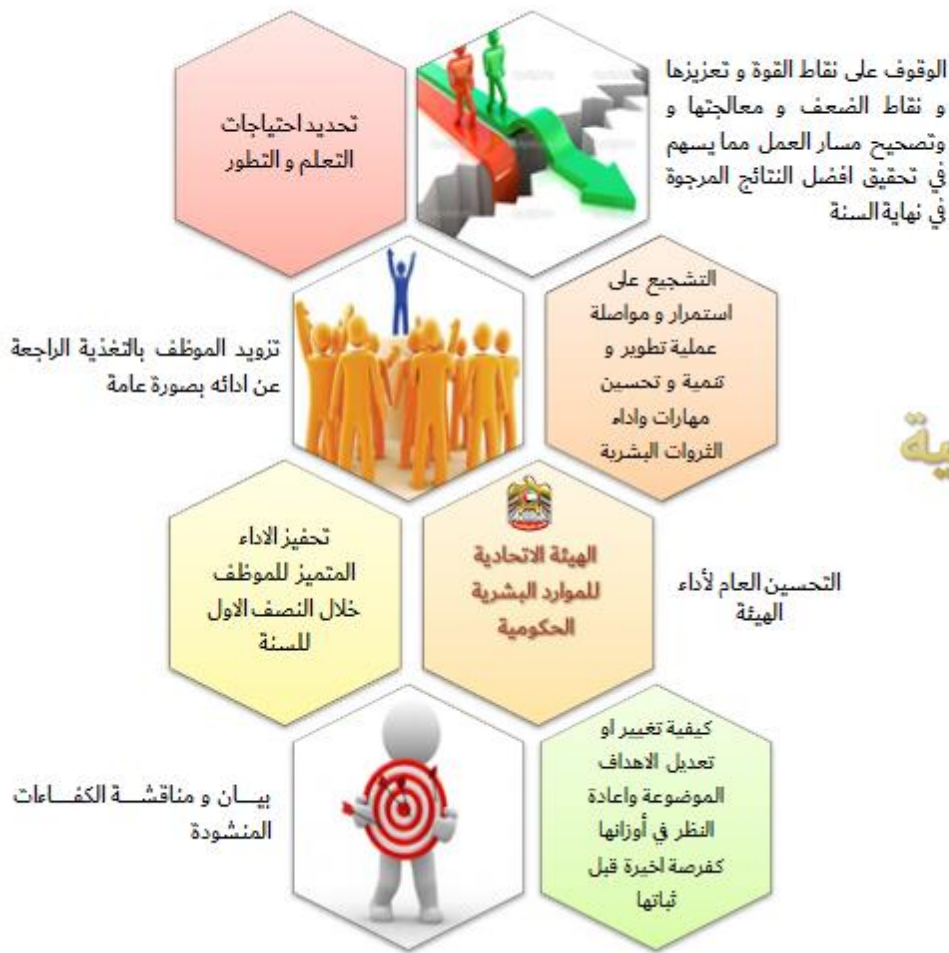 الوقوف على نقاط القوة و تعزيزها
و نقاط الضعف و معالجتها و
وتصحيح مسار العمل مما يسهم
في تحقيق افضل النتائج المرجوة
في نهاية السنة
تحديد احتياجات
التعلم و التطور
التشجيع على
استمرار و مواصلة
عملية تطوير و
تنمية و تحسين
مهارات واداء
الثروات البشرية
تزويد الموظف بالتغذية الراجعة
عن ادائه بصورة عامة
التحسين العام لأداء
الهيئة
الهيئة الاتحادية
للموارد البشرية
الحكومية
تحفيز الاداء
المتميز للموظف
خلال النصف الاول
للسنة
كيفية تغيير او
تعديل الاهداف
الموضوعة واعادة
النظر في أوزانها
كفرصة اخيرة قبل
ثباتها
بيــان و مناقشــة الكفــاءات
المنشودة